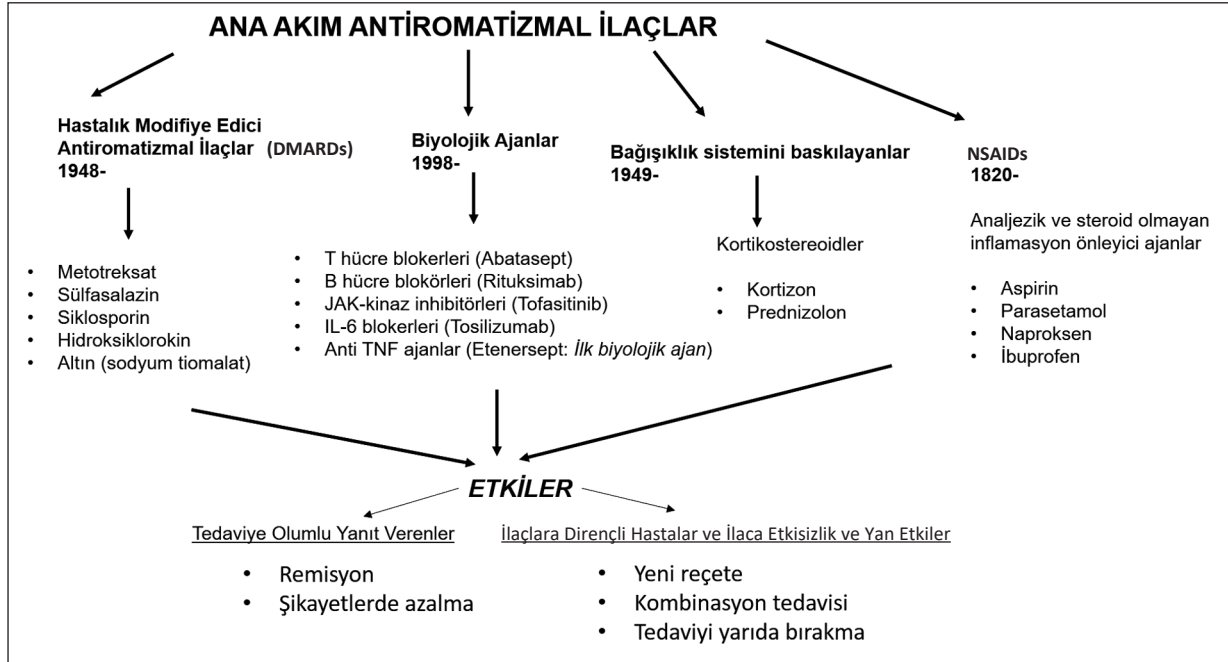 ANA AKIM ANTİROMATİZMAL İLAÇLAR
Hastalık Modifiye Edici
Antiromatizmal İlaçlar (DMARDs)
1948-
• Metotreksat
• Sülfasalazin
• Siklosporin
• Hidroksiklorokin
• Altın (sodyum tiomalat)
Biyolojik Ajanlar
1998-
• T hücre blokerleri (Abatasept)
• B hücre blokörleri (Rituksimab)
• JAK-kinaz inhibitörleri (Tofasitinib)
• IL-6 blokerleri (Tosilizumab)
• Anti TNF ajanlar (Etenersept: İlk biyolojik ajan)
Bağışıklık sistemini baskılayanlar
1949-
Kortikostereoidler
• Kortizon
• Prednizolon
NSAIDs
1820-
Analjezik ve steroid olmayan
inflamasyon önleyici ajanlar
• Aspirin
• Parasetamol
• Naproksen
• İbuprofen
ETKİLER
Tedaviye Olumlu Yanıt Verenler
• Remisyon
• Şikayetlerde azalma
İlaçlara Dirençli Hastalar ve İlaca Etkisizlik ve Yan Etkiler
• Yeni reçete
• Kombinasyon tedavisi
• Tedaviyi yarıda bırakma